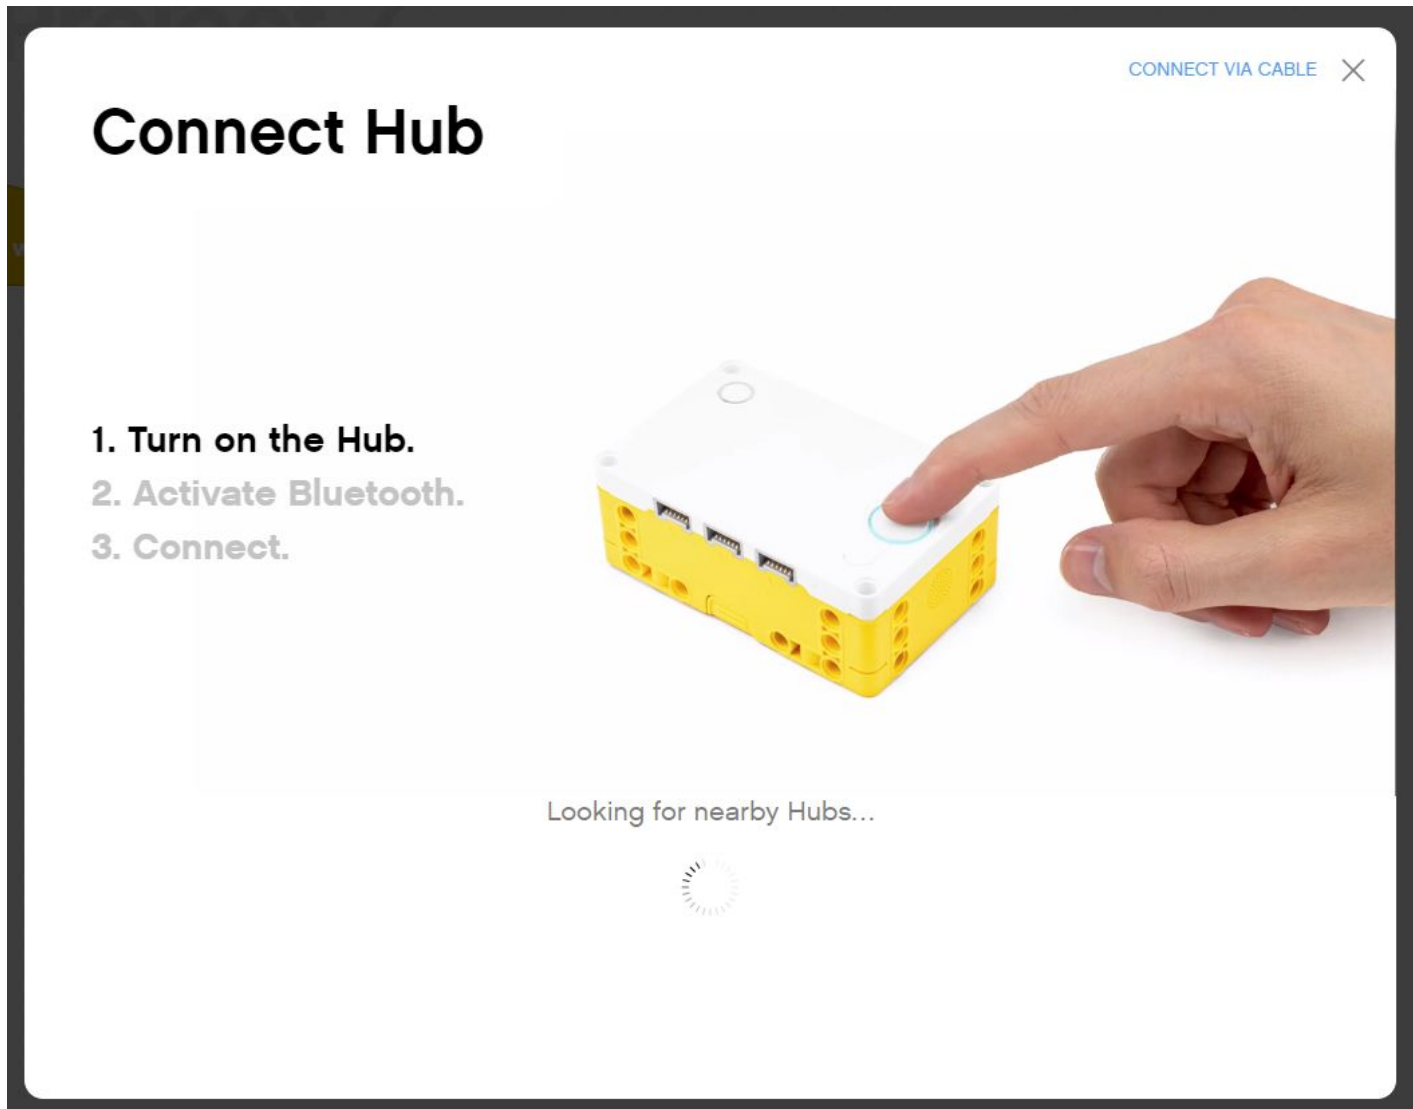 CONNECT VIA CABLE
Connect Hub
1. Turn on the Hub.
2. Activate Bluetooth.
3. Connect.
Looking for nearby Hubs...